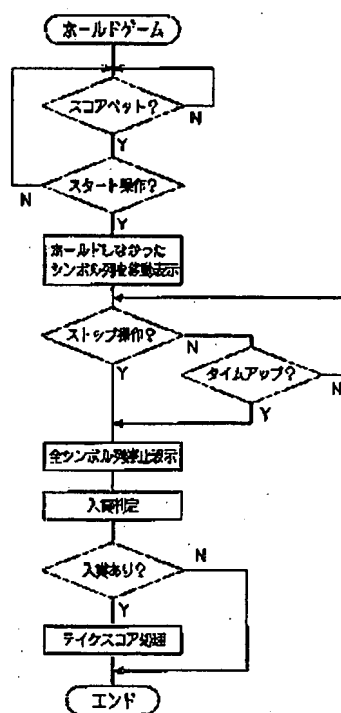 ホールドゲーム
スコアベット？
N
Y
スタート操作？
N
Y
ホールドしなかった
シンボル列を移動表示
ストップ操作？
N
Y
タイムアップ？
N
Y
全シンボル列停止表示
入賞判定
入賞あり？
N
Y
テイクスコア処理
エンド